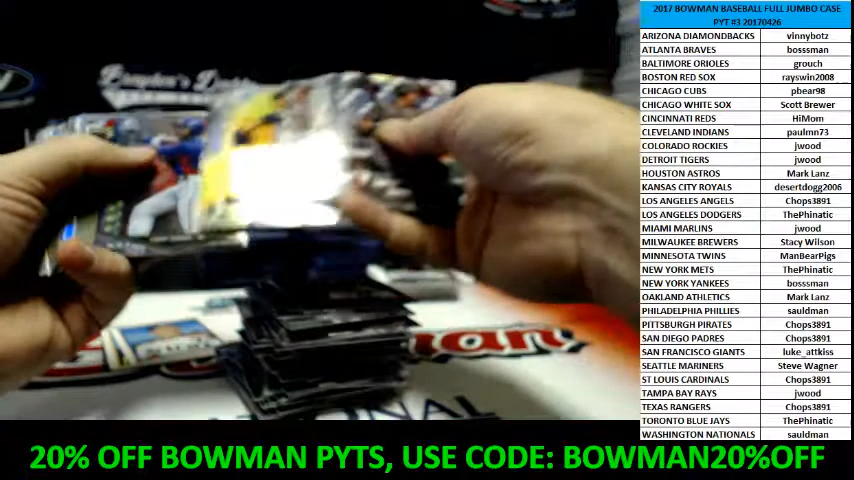 2017 BOWMAN BASEBALL FULL JUMBO CASE
PYT #3 20170426
ARIZONA DIAMONDBACKS vinnybotz
ATLANTA BRAVES bosssman
BALTIMORE ORIOLES grouch
BOSTON RED SOX rayswin2008
CHICAGO CUBS pbear98
CHICAGO WHITE SOX Scott Brewer
CINCINNATI REDS HiMom
CLEVELAND INDIANS paulmn73
COLORADO ROCKIES jwood
DETROIT TIGERS jwood
HOUSTON ASTROS Mark Lanz
KANSAS CITY ROYALS desertdogg2006
LOS ANGELES ANGELS Chops3891
LOS ANGELES DODGERS ThePhinatic
MIAMI MARLINS jwood
MILWAUKEE BREWERS Stacy Wilson
MINNESOTA TWINS ManBearPigs
NEW YORK METS ThePhinatic
NEW YORK YANKEES bosssman
OAKLAND ATHLETICS Mark Lanz
PHILADELPHIA PHILLIES sauldman
PITTSBURGH PIRATES Chops3891
SAN DIEGO PADRES Chops3891
SAN FRANCISCO GIANTS luke_attkiss
SEATTLE MARINERS Steve Wagner
ST LOUIS CARDINALS Chops3891
TAMPA BAY RAYS jwood
TEXAS RANGERS Chops3891
TORONTO BLUE JAYS ThePhinatic
WASHINGTON NATIONALS sauldman
20% OFF BOWMAN PYTS, USE CODE: BOWMAN20%OFF